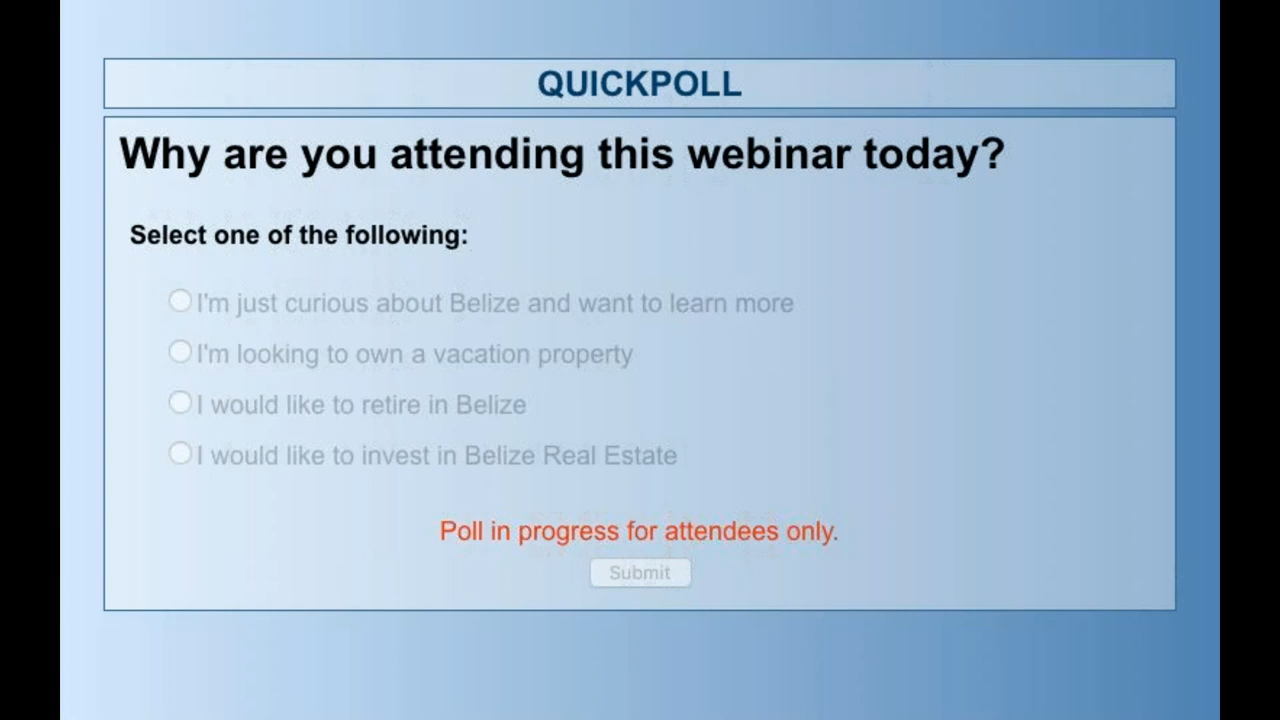 QUICKPOLL
Why are you attending this webinar today?
Select one of the following:
I'm just curious about Belize and want to learn more
I'm looking to own a vacation property
I would like to retire in Belize
I would like to invest in Belize Real Estate
Poll in progress for attendees only.
Submit